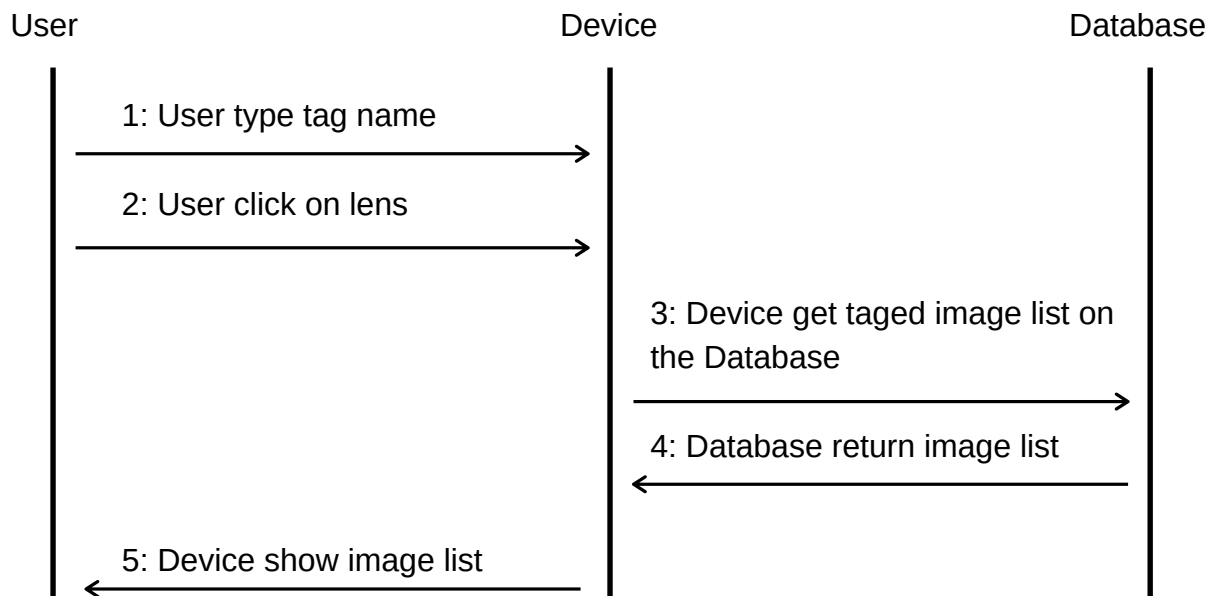 User
Device
Database
1: User type tag name
2: User click on lens
3: Device get taged image list on
the Database
4: Database return image list
5: Device show image list